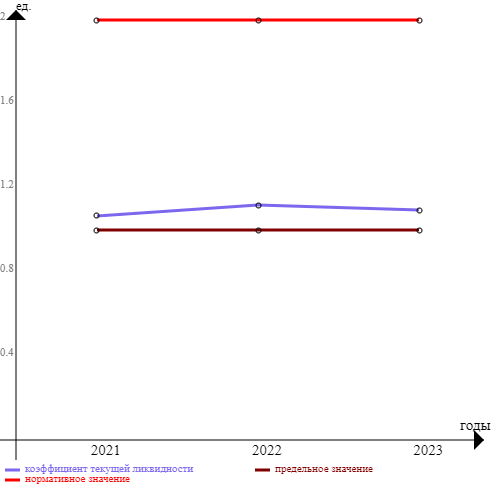 ед.
2
1.6
1.2
0.8
0.4
годы
2021 2022 2023
коэффициент текущей ликвидности предельное значение
нормативное значение